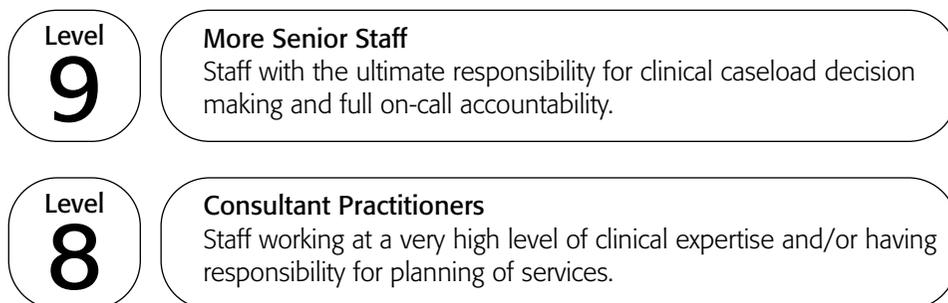 Level
9
More Senior Staff
Staff with the ultimate responsibility for clinical caseload decision
making and full on-call accountability.
Level
8
Consultant Practitioners
Staff working at a very high level of clinical expertise and/or having
responsibility for planning of services.